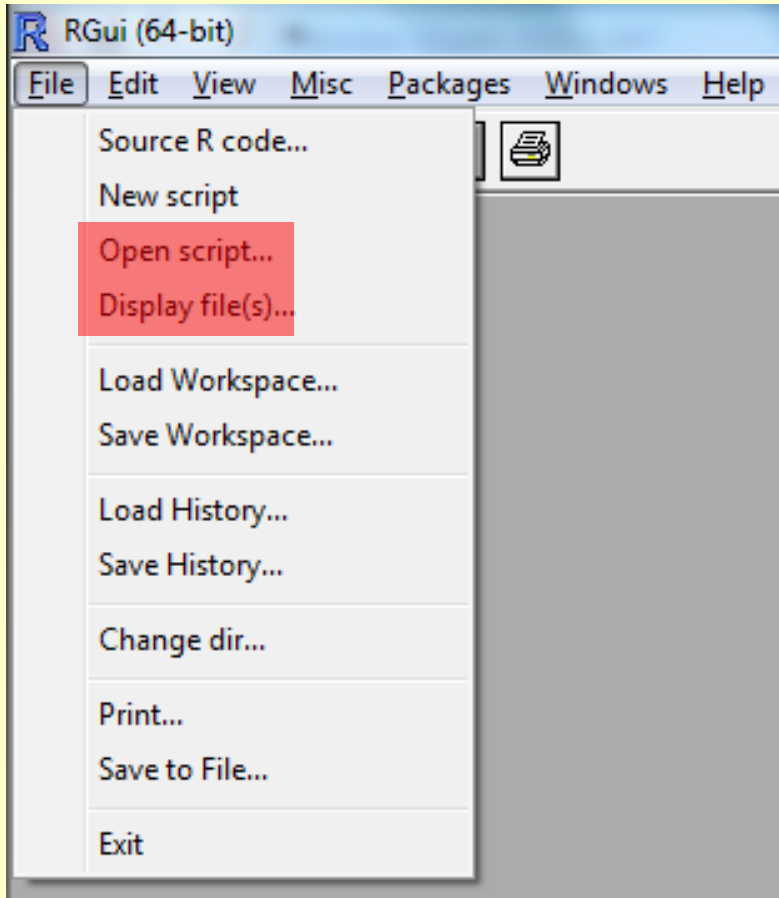 RGui (64-bit)
File Edit View Misc Packages Windows Help
Source R code...
New script
Open script...
Display file(s)...
Load Workspace...
Save Workspace...
Load History...
Save History...
Change dir...
Print...
Save to File...
Exit